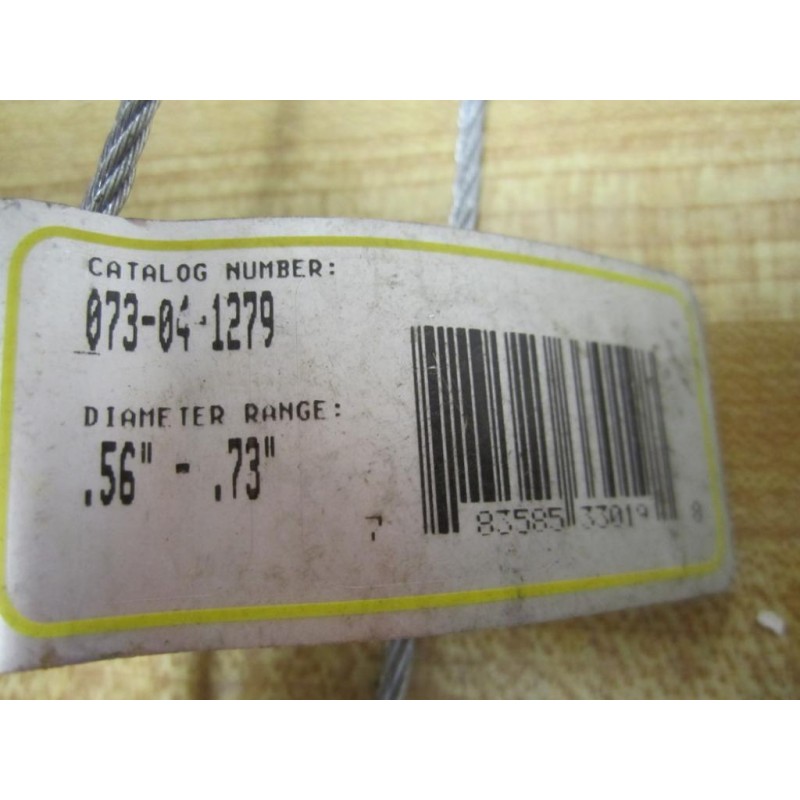 CATALOG NUMBER:
073-04-1279
DIAMETER RANGE:
.56" - .73"
7 83585 33019 8